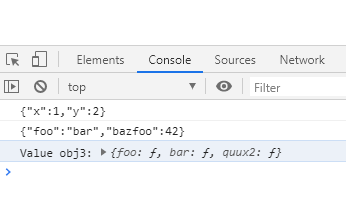 Elements Console Sources Network
top Filter
{"x":1,"y":2}
{"foo":"bar","bazfoo":42}
Value obj3: ▶{foo: ƒ, bar: ƒ, quux2: ƒ}